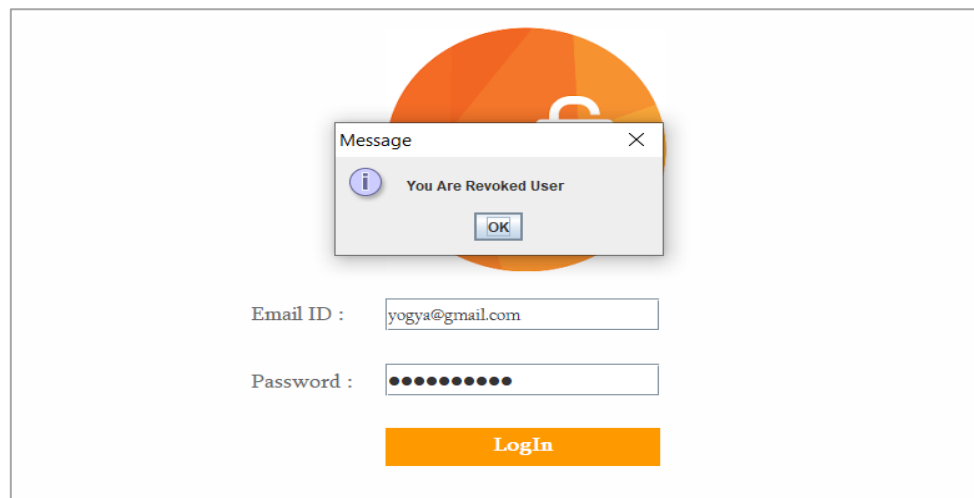 Message
You Are Revoked User
OK
Email ID :
yogya@gmail.com
Password :
LogIn